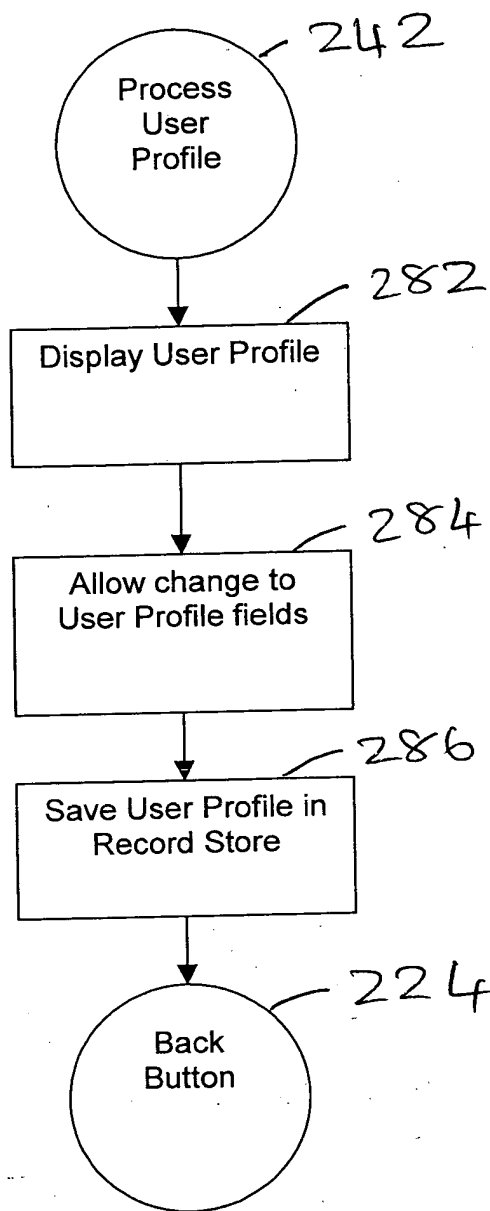 242
Process
User
Profile
282
Display User Profile
284
Allow change to
User Profile fields
286
Save User Profile in
Record Store
224
Back
Button